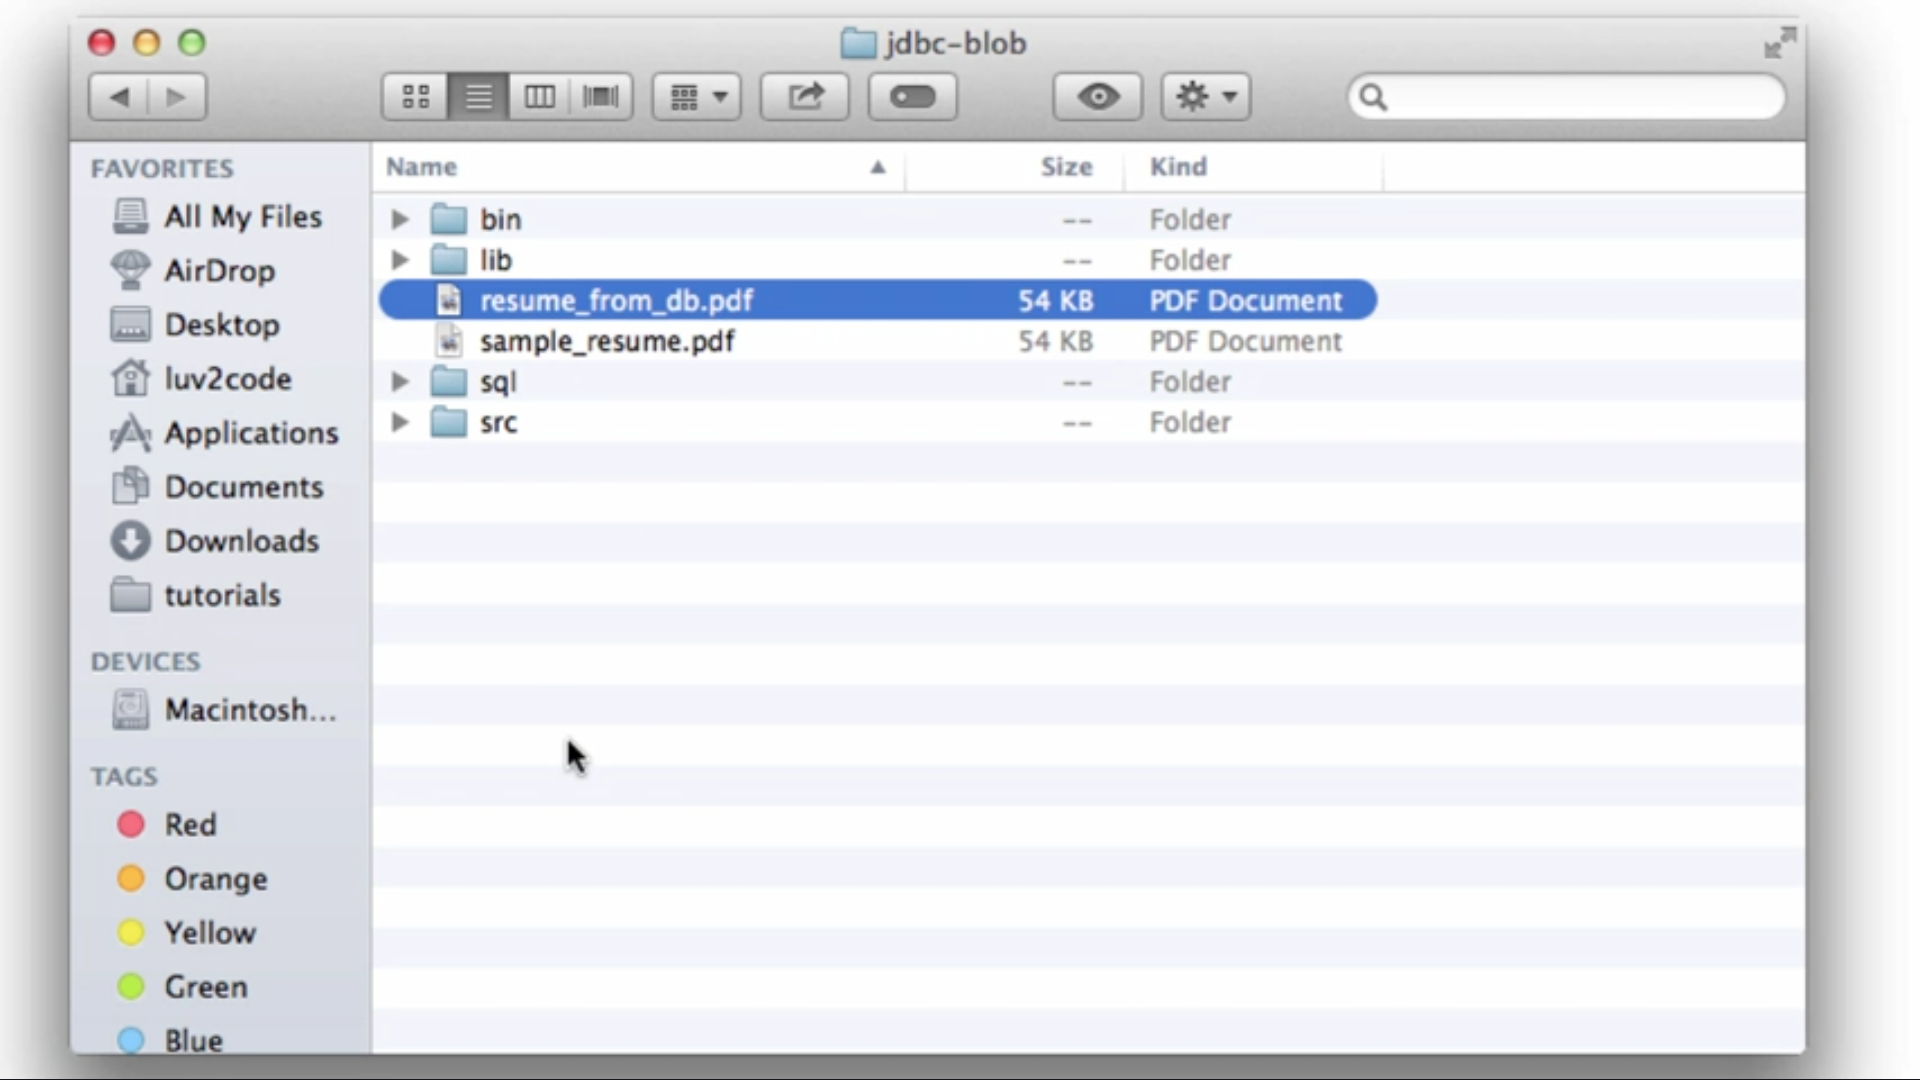 jdbc-blob
FAVORITES
All My Files
AirDrop
Desktop
luv2code
Applications
Documents
Downloads
tutorials
DEVICES
Macintosh...
TAGS
Red
Orange
Yellow
Green
Blue
Name Size Kind
bin -- Folder
lib -- Folder
resume_from_db.pdf 54 KB PDF Document
sample_resume.pdf 54 KB PDF Document
sql -- Folder
src -- Folder